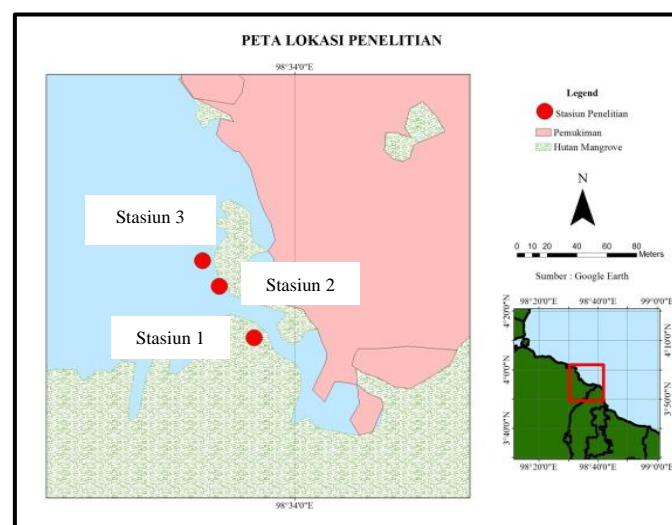 PETA LOKASI PENELITIAN
98°34'0"E
Stasiun 3
Stasiun 2
Stasiun 1
98°34'0"E
Legend
Stasiun Penelitian
Pemukiman
Hutan Mangrove
N
0 10 20 40 60 80
Meters
Sumber : Google Earth
98°20'0"E 98°40'0"E 99°0'0"E
4°20'0"N
4°0'0"N
3°40'0"N
4°10'0"N
3°50'0"N
98°20'0"E 98°40'0"E 99°0'0"E